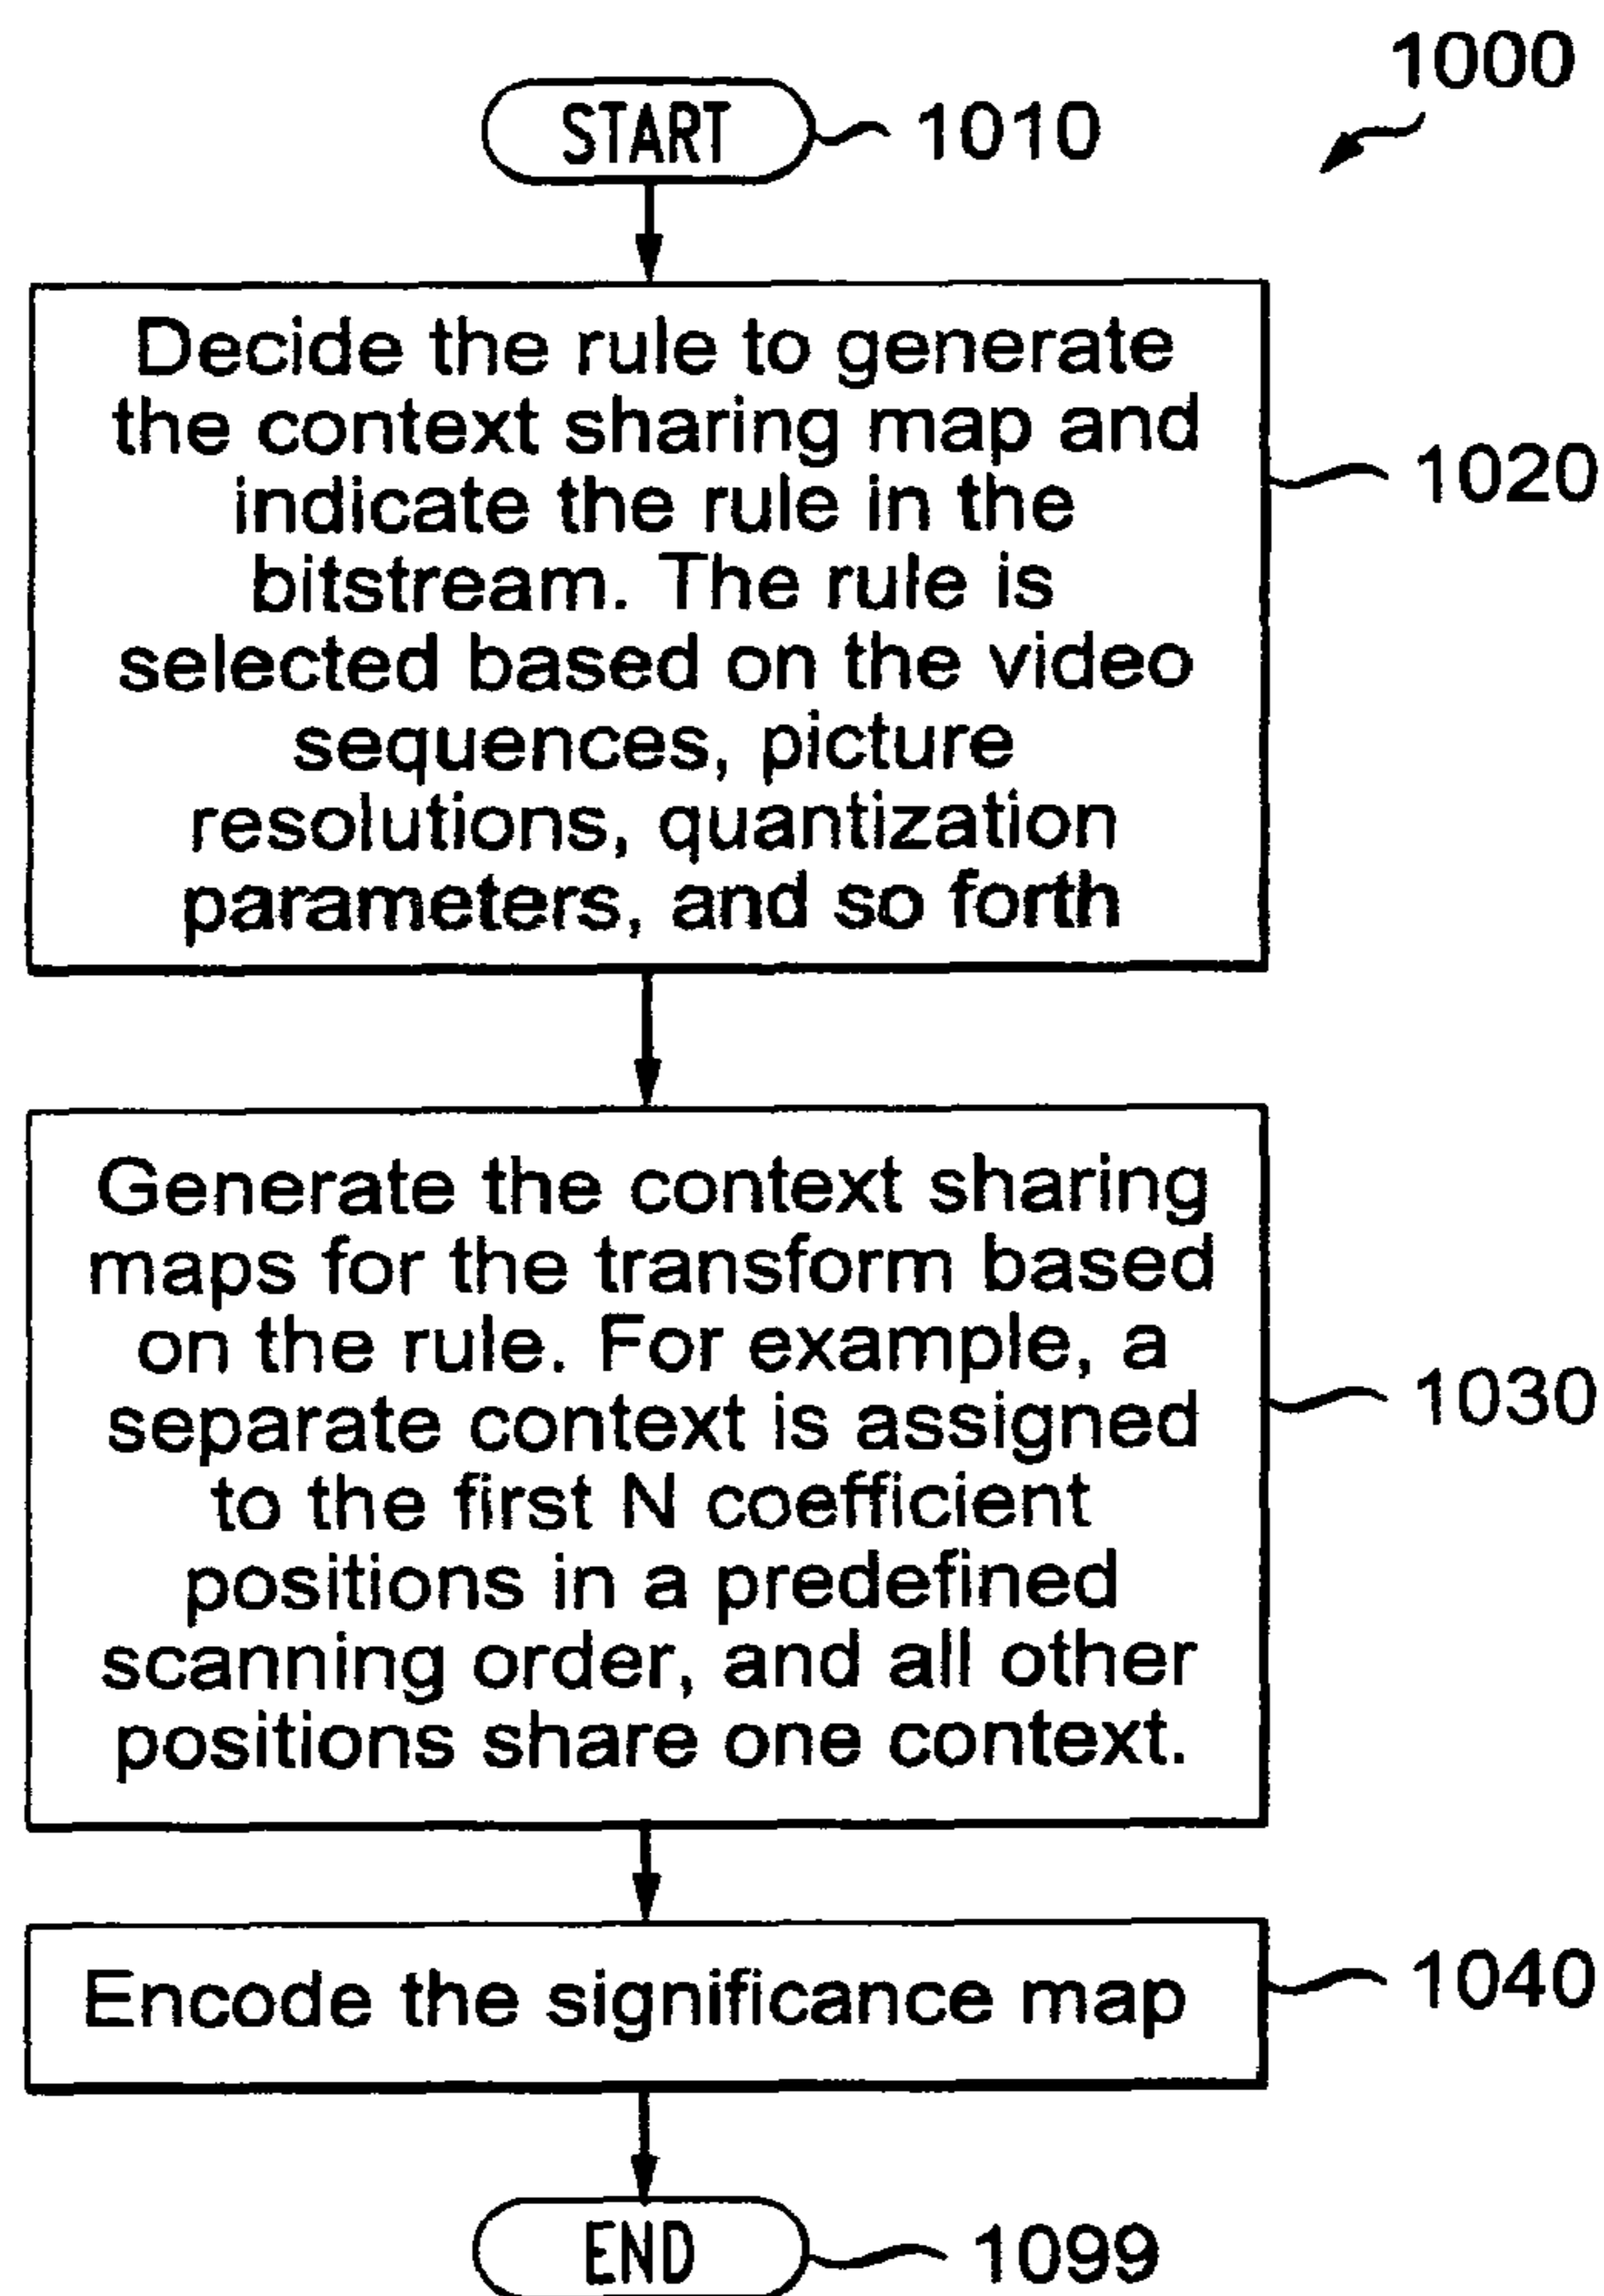 1000
START 1010
Decide the rule to generate
the context sharing map and
indicate the rule in the
bitstream. The rule is
selected based on the video
sequences, picture
resolutions, quantization
parameters, and so forth
1020
Generate the context sharing
maps for the transform based
on the rule. For example, a
separate context is assigned
to the first N coefficient
positions in a predefined
scanning order, and all other
positions share one context.
1030
Encode the significance map 1040
END 1099